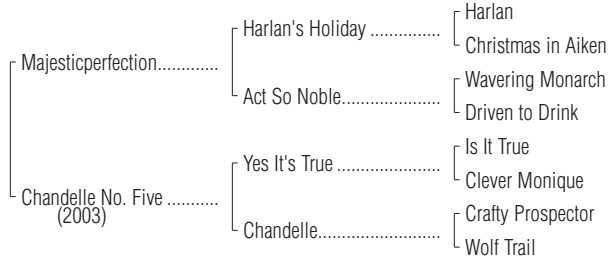 Harlan
Harlan's Holiday ...............
Christmas in Aiken
Majesticperfection.............
Wavering Monarch
Act So Noble......................
Driven to Drink
Is It True
Yes It's True .......................
Clever Monique
Chandelle No. Five ...........
(2003)
Crafty Prospector
Chandelle...........................
Wolf Trail